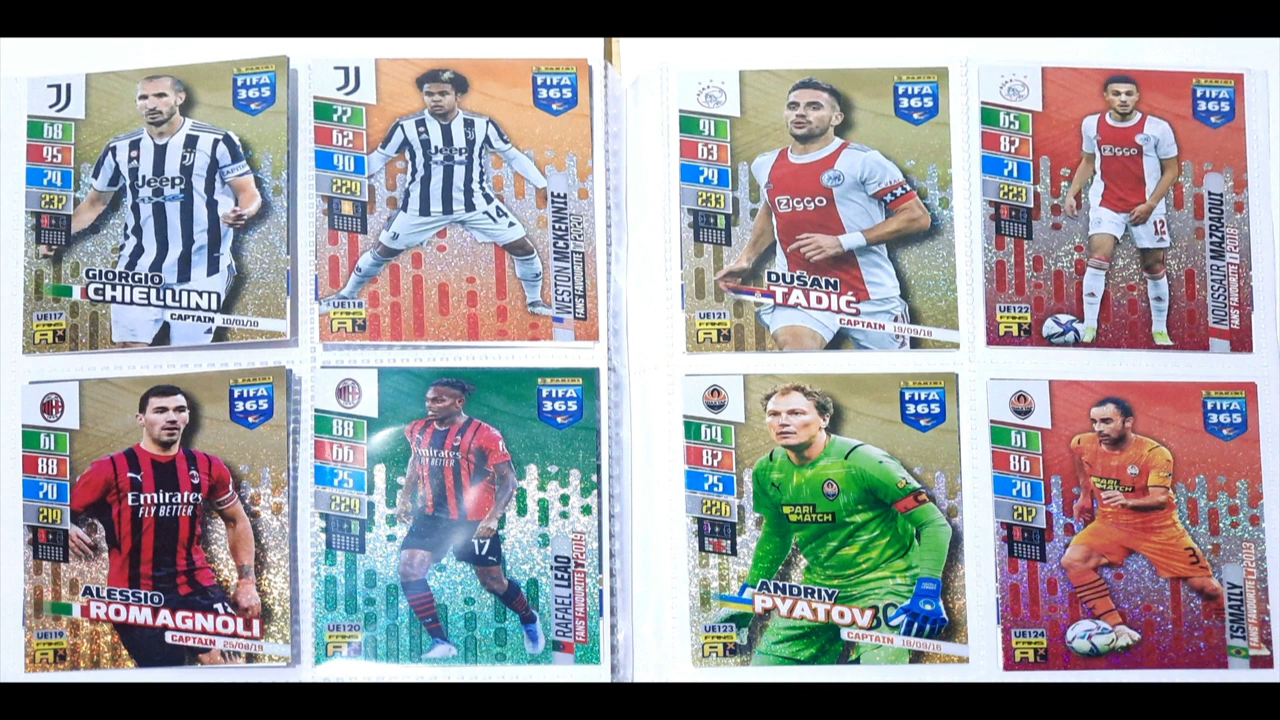 PANINI
FIFA
365
68
95
74
237
Jeep
GIORGIO
CHIELLINI
CAPTAIN 10/01/10
UE117
FANS
PANINI
FIFA
365
77
62
90
229
Jeep
14
WESTON MCKENNIE
FANS' FAVOURITE | 2020
UE118
FANS
PANINI
FIFA
365
91
63
79
233
Ziggo
DUŠAN
TADIĆ
CAPTAIN 19/09/18
UE121
FANS
PANINI
FIFA
365
65
87
71
223
Ziggo
12
NOUSSAIR MAZRAOUI
FANS' FAVOURITE | 2018
UE122
FANS
PANINI
FIFA
365
61
88
70
219
Emirates
FLY BETTER
ALESSIO
ROMAGNOLI
CAPTAIN 25/08/19
UE119
FANS
PANINI
FIFA
365
88
66
75
229
Emirates
FLY BETTER
17
RAFAEL LEÃO
FANS' FAVOURITE | 2019
UE120
FANS
PANINI
FIFA
365
64
87
75
226
PARI
MATCH
ANDRIY
PYATOV
CAPTAIN 18/09/16
UE123
FANS
PANINI
FIFA
365
61
86
70
217
PARI
MATCH
3
ISMAILY
FANS' FAVOURITE | 2013
UE124
FANS